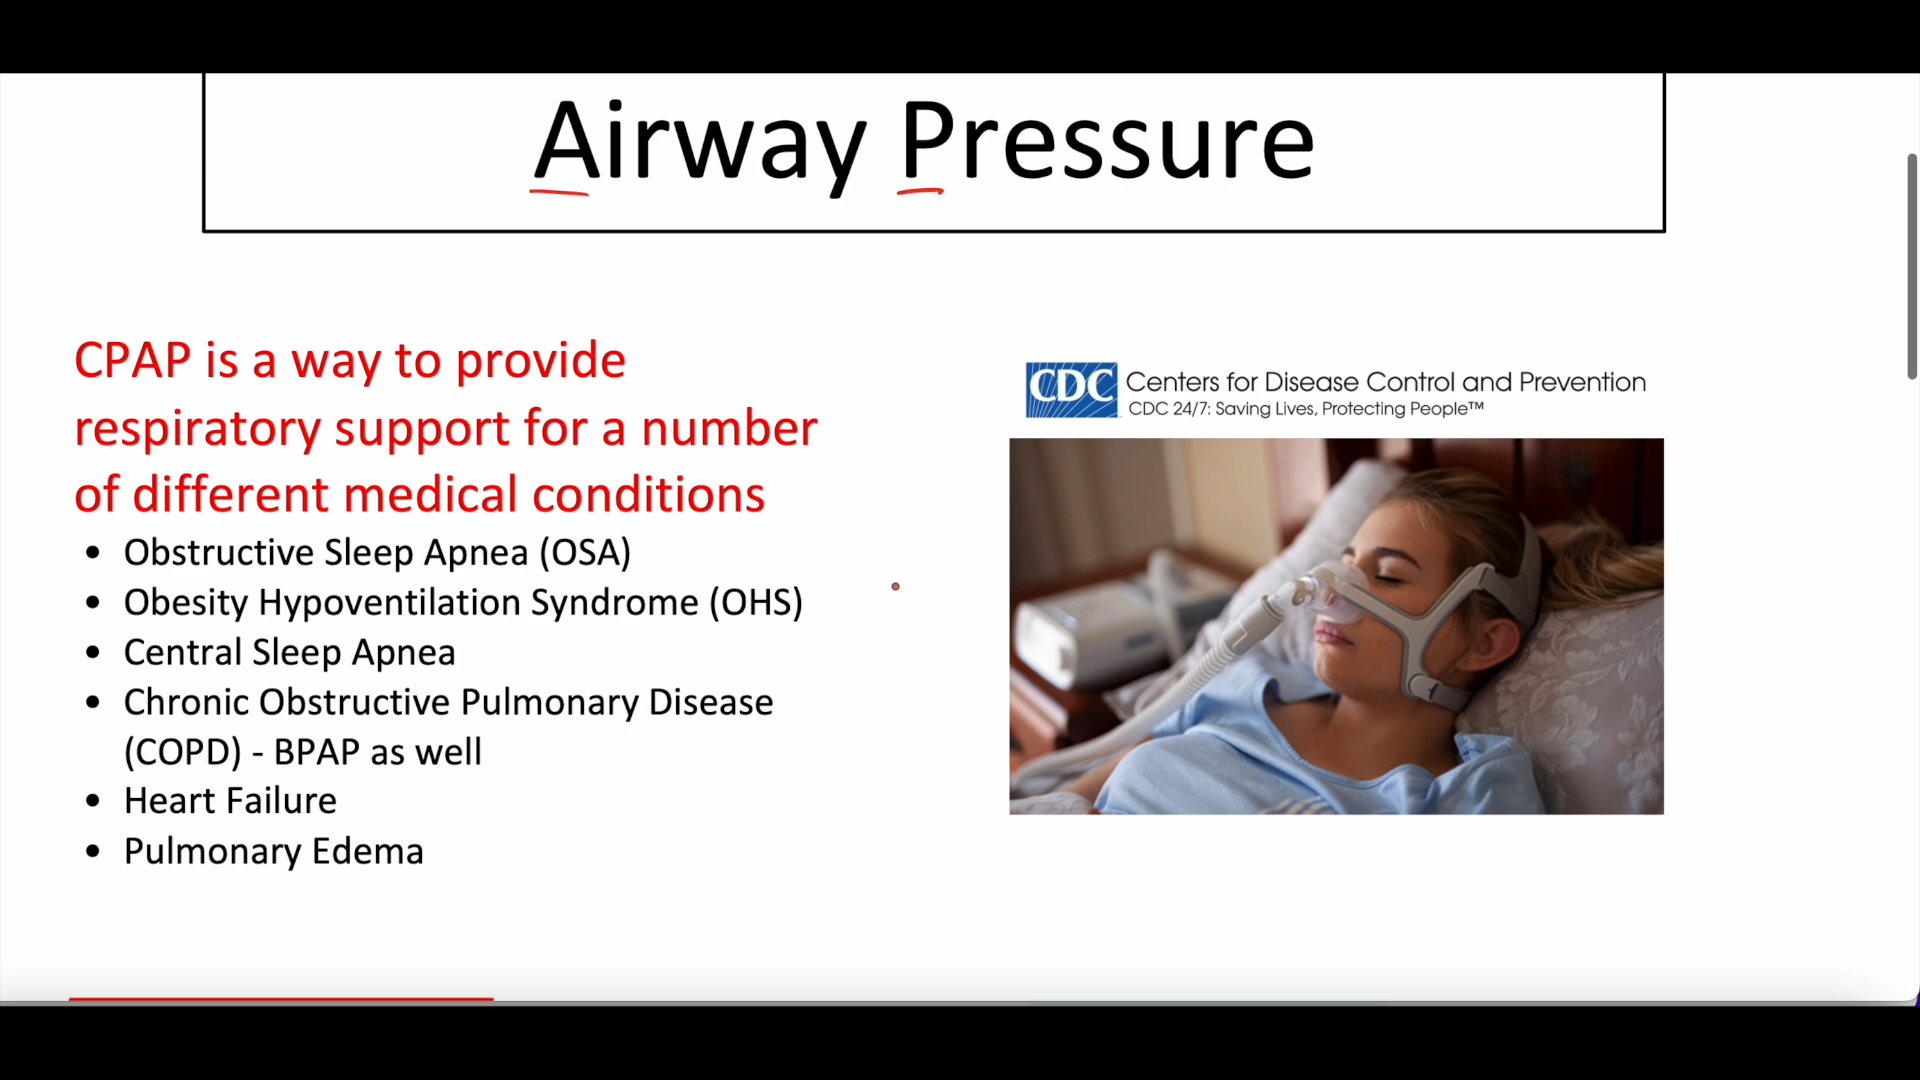 Airway Pressure
CPAP is a way to provide
respiratory support for a number
of different medical conditions
• Obstructive Sleep Apnea (OSA)
• Obesity Hypoventilation Syndrome (OHS)
• Central Sleep Apnea
• Chronic Obstructive Pulmonary Disease
(COPD) - BPAP as well
• Heart Failure
• Pulmonary Edema
CDC Centers for Disease Control and Prevention
CDC 24/7: Saving Lives, Protecting People™